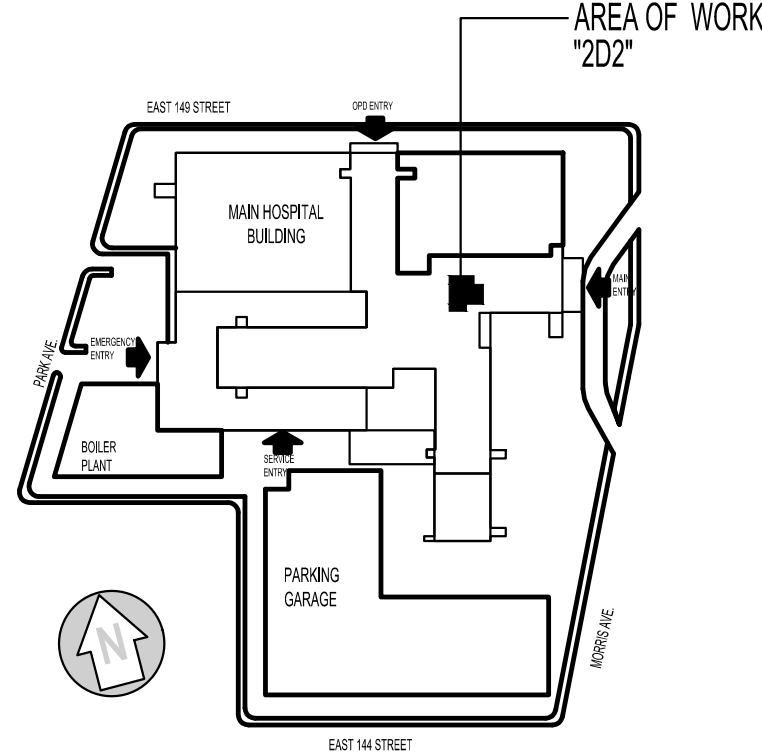 AREA OF WORK
"2D2"
EAST 149 STREET
OPD ENTRY
MAIN HOSPITAL
BUILDING
MAIN
ENTRY
EMERGENCY
ENTRY
PARK AVE.
BOILER
PLANT
SERVICE
ENTRY
PARKING
GARAGE
N
MORRIS AVE.
EAST 144 STREET